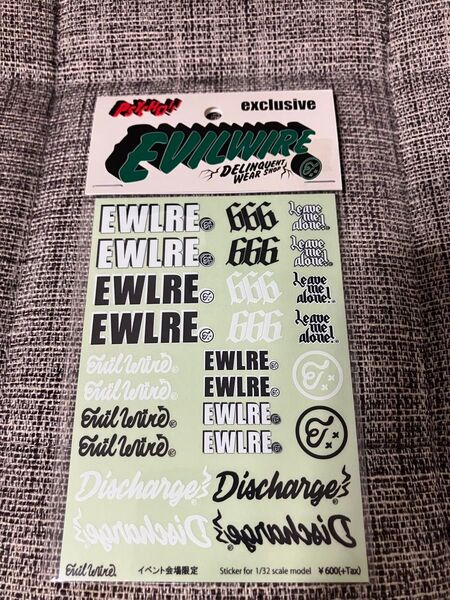 exclusive
EVILWIRE
DELINQUENT
WEAR SHOP
EWLRE 666 Leave me alone!
EWLRE 666 Leave me alone!
EWLRE 666 Leave me alone!
EWLRE 666 Leave me alone!
Evil Wire EWLRE
Evil Wire EWLRE
Evil Wire EWLRE
Evil Wire EWLRE
Discharge Discharge
Discharge Discharge
Evil Wire. イベント会場限定 Sticker for 1/32 scale model ¥600(+Tax)